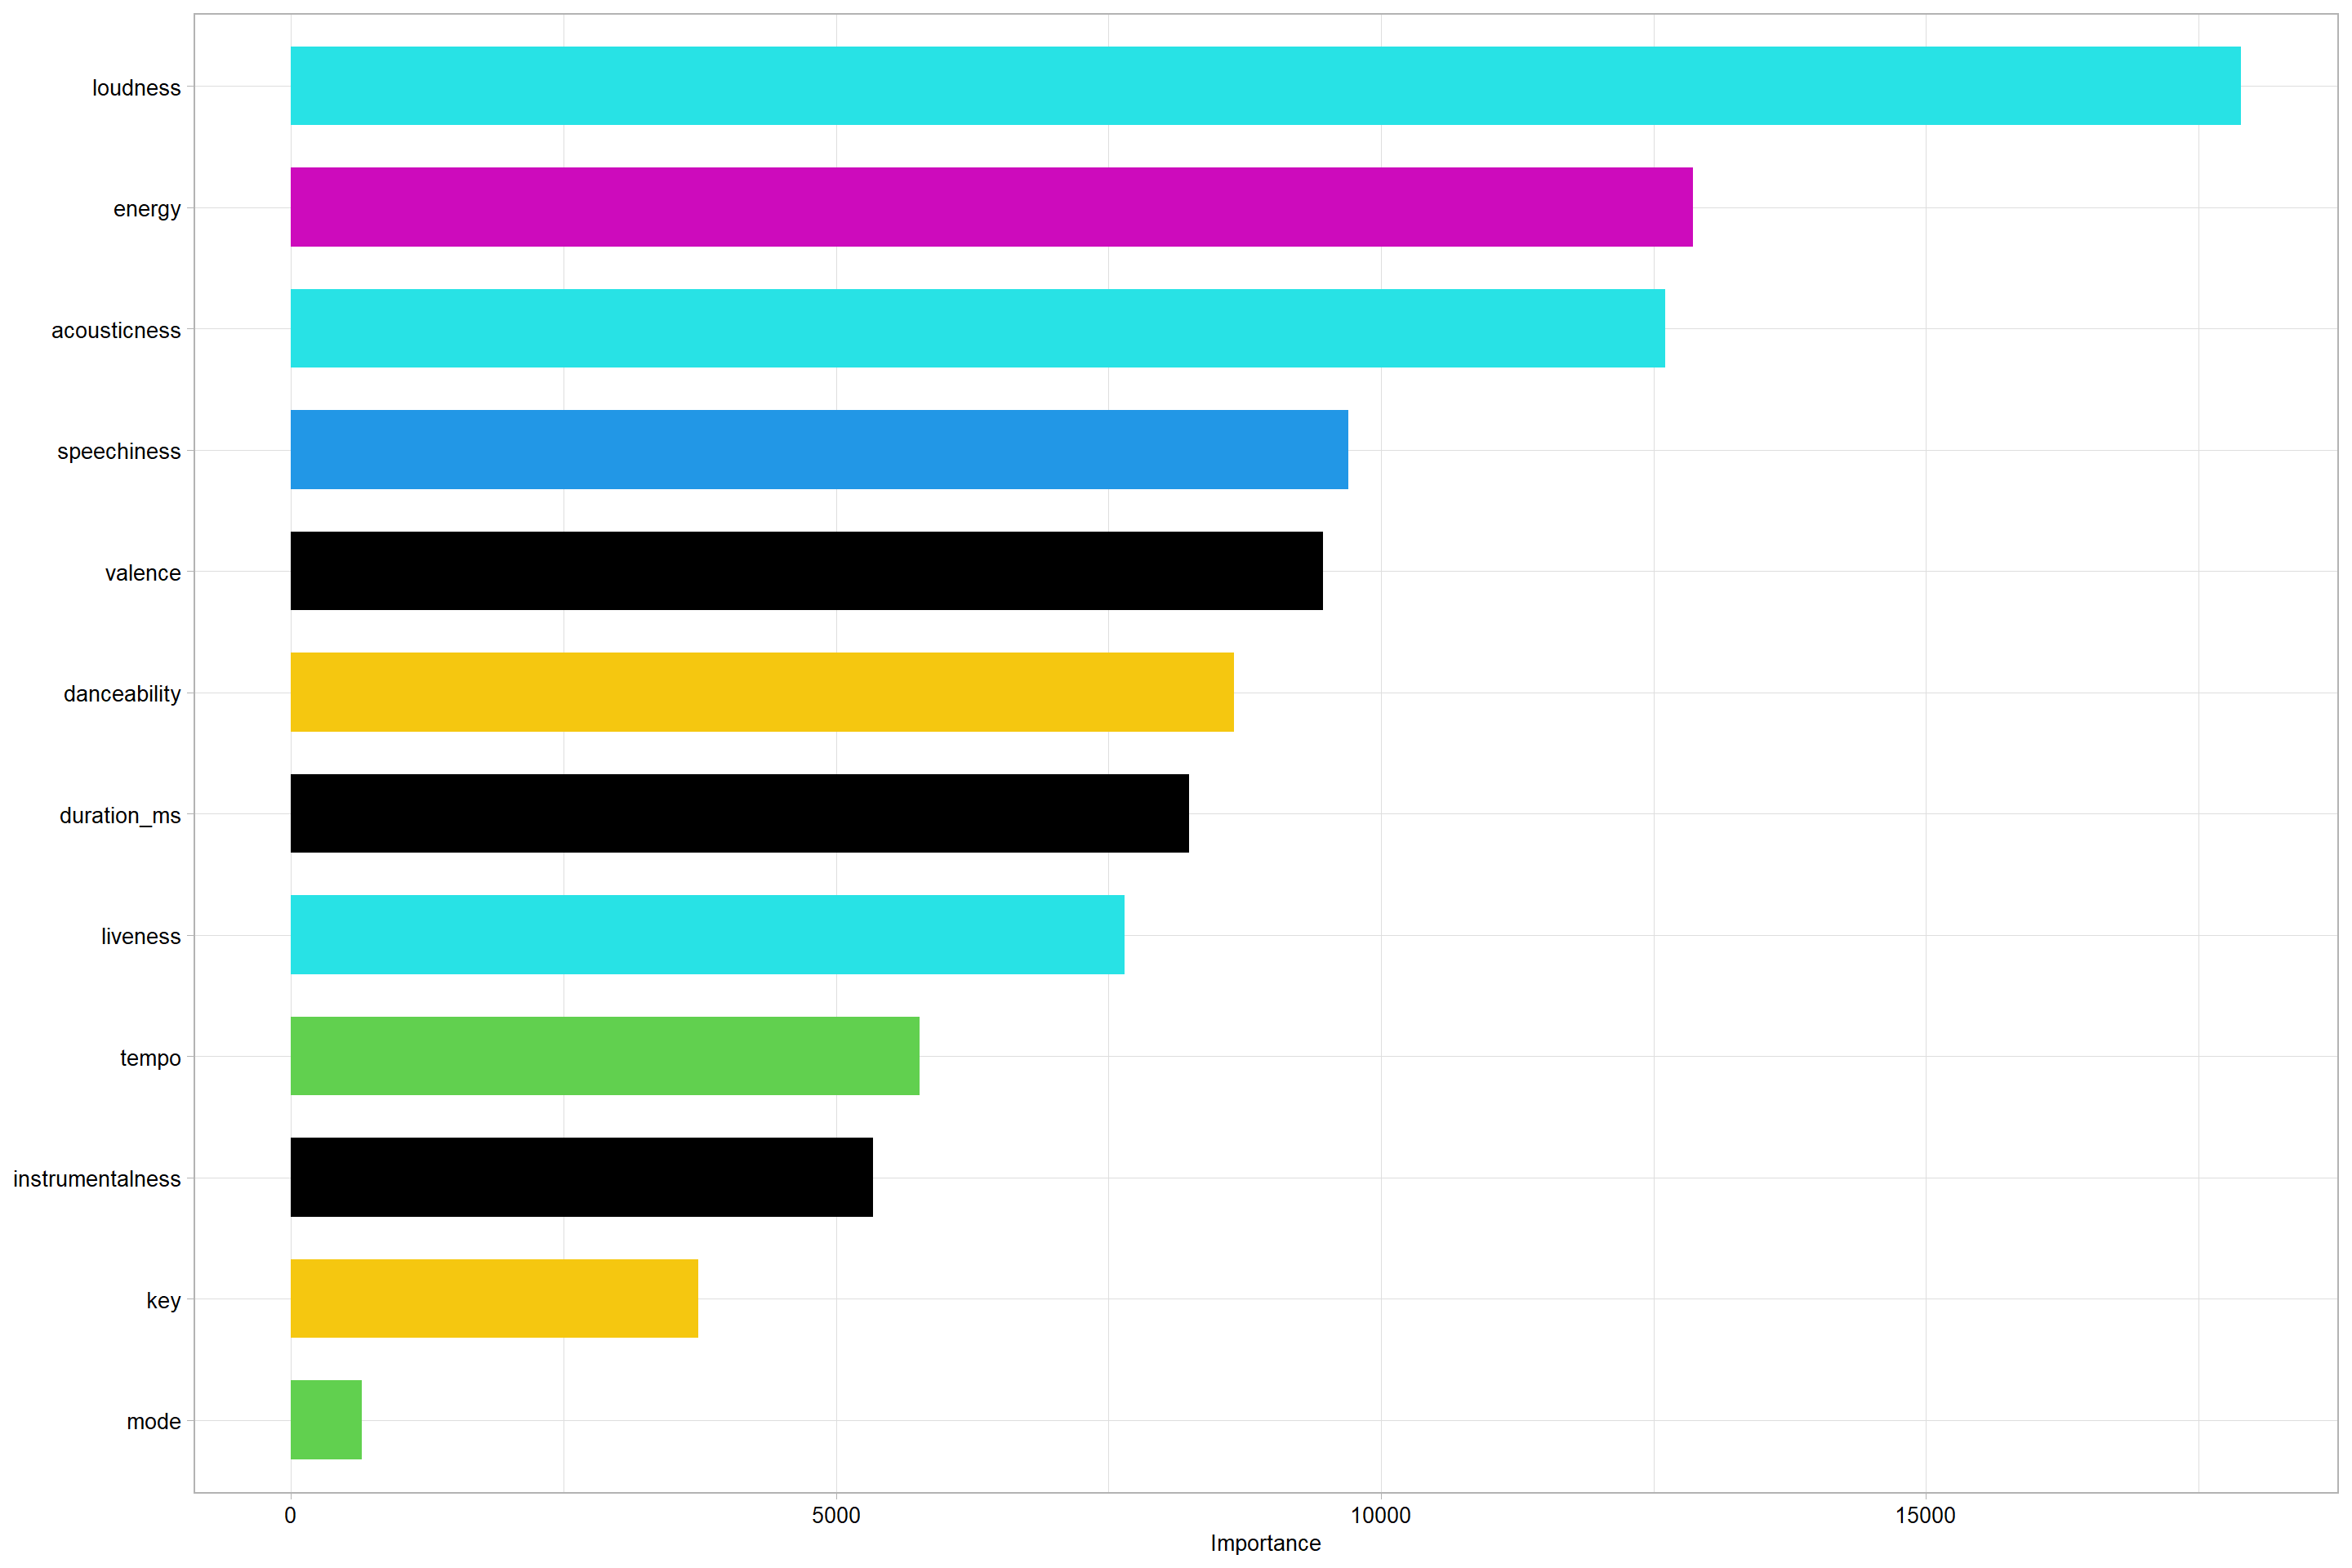 loudness
energy
acousticness
speechiness
valence
danceability
duration_ms
liveness
tempo
instrumentalness
key
mode
0 5000 10000 15000
Importance